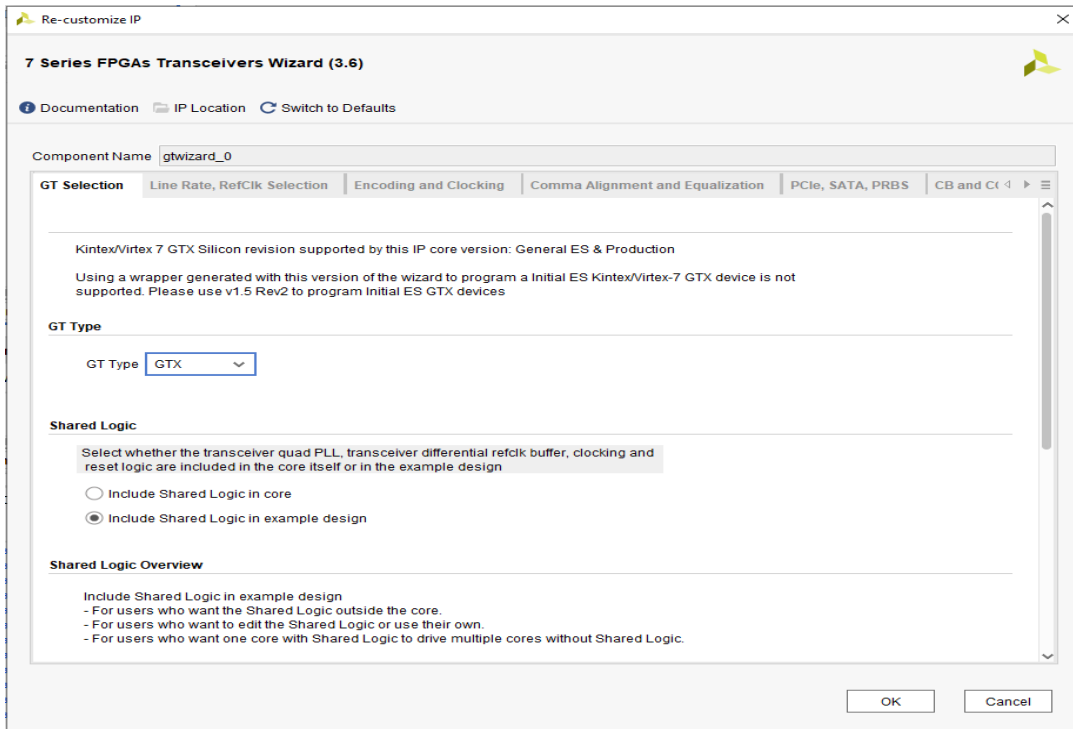 Re-customize IP
7 Series FPGAs Transceivers Wizard (3.6)
Documentation IP Location Switch to Defaults
Component Name gtwizard_0
GT Selection Line Rate, RefClk Selection Encoding and Clocking Comma Alignment and Equalization PCIe, SATA, PRBS CB and C
Kintex/Virtex 7 GTX Silicon revision supported by this IP core version: General ES & Production
Using a wrapper generated with this version of the wizard to program a Initial ES Kintex/Virtex-7 GTX device is not
supported. Please use v1.5 Rev2 to program Initial ES GTX devices
GT Type
GT Type GTX
Shared Logic
Select whether the transceiver quad PLL, transceiver differential refclk buffer, clocking and
reset logic are included in the core itself or in the example design
Include Shared Logic in core
Include Shared Logic in example design
Shared Logic Overview
Include Shared Logic in example design
- For users who want the Shared Logic outside the core.
- For users who want to edit the Shared Logic or use their own.
- For users who want one core with Shared Logic to drive multiple cores without Shared Logic.
OK Cancel